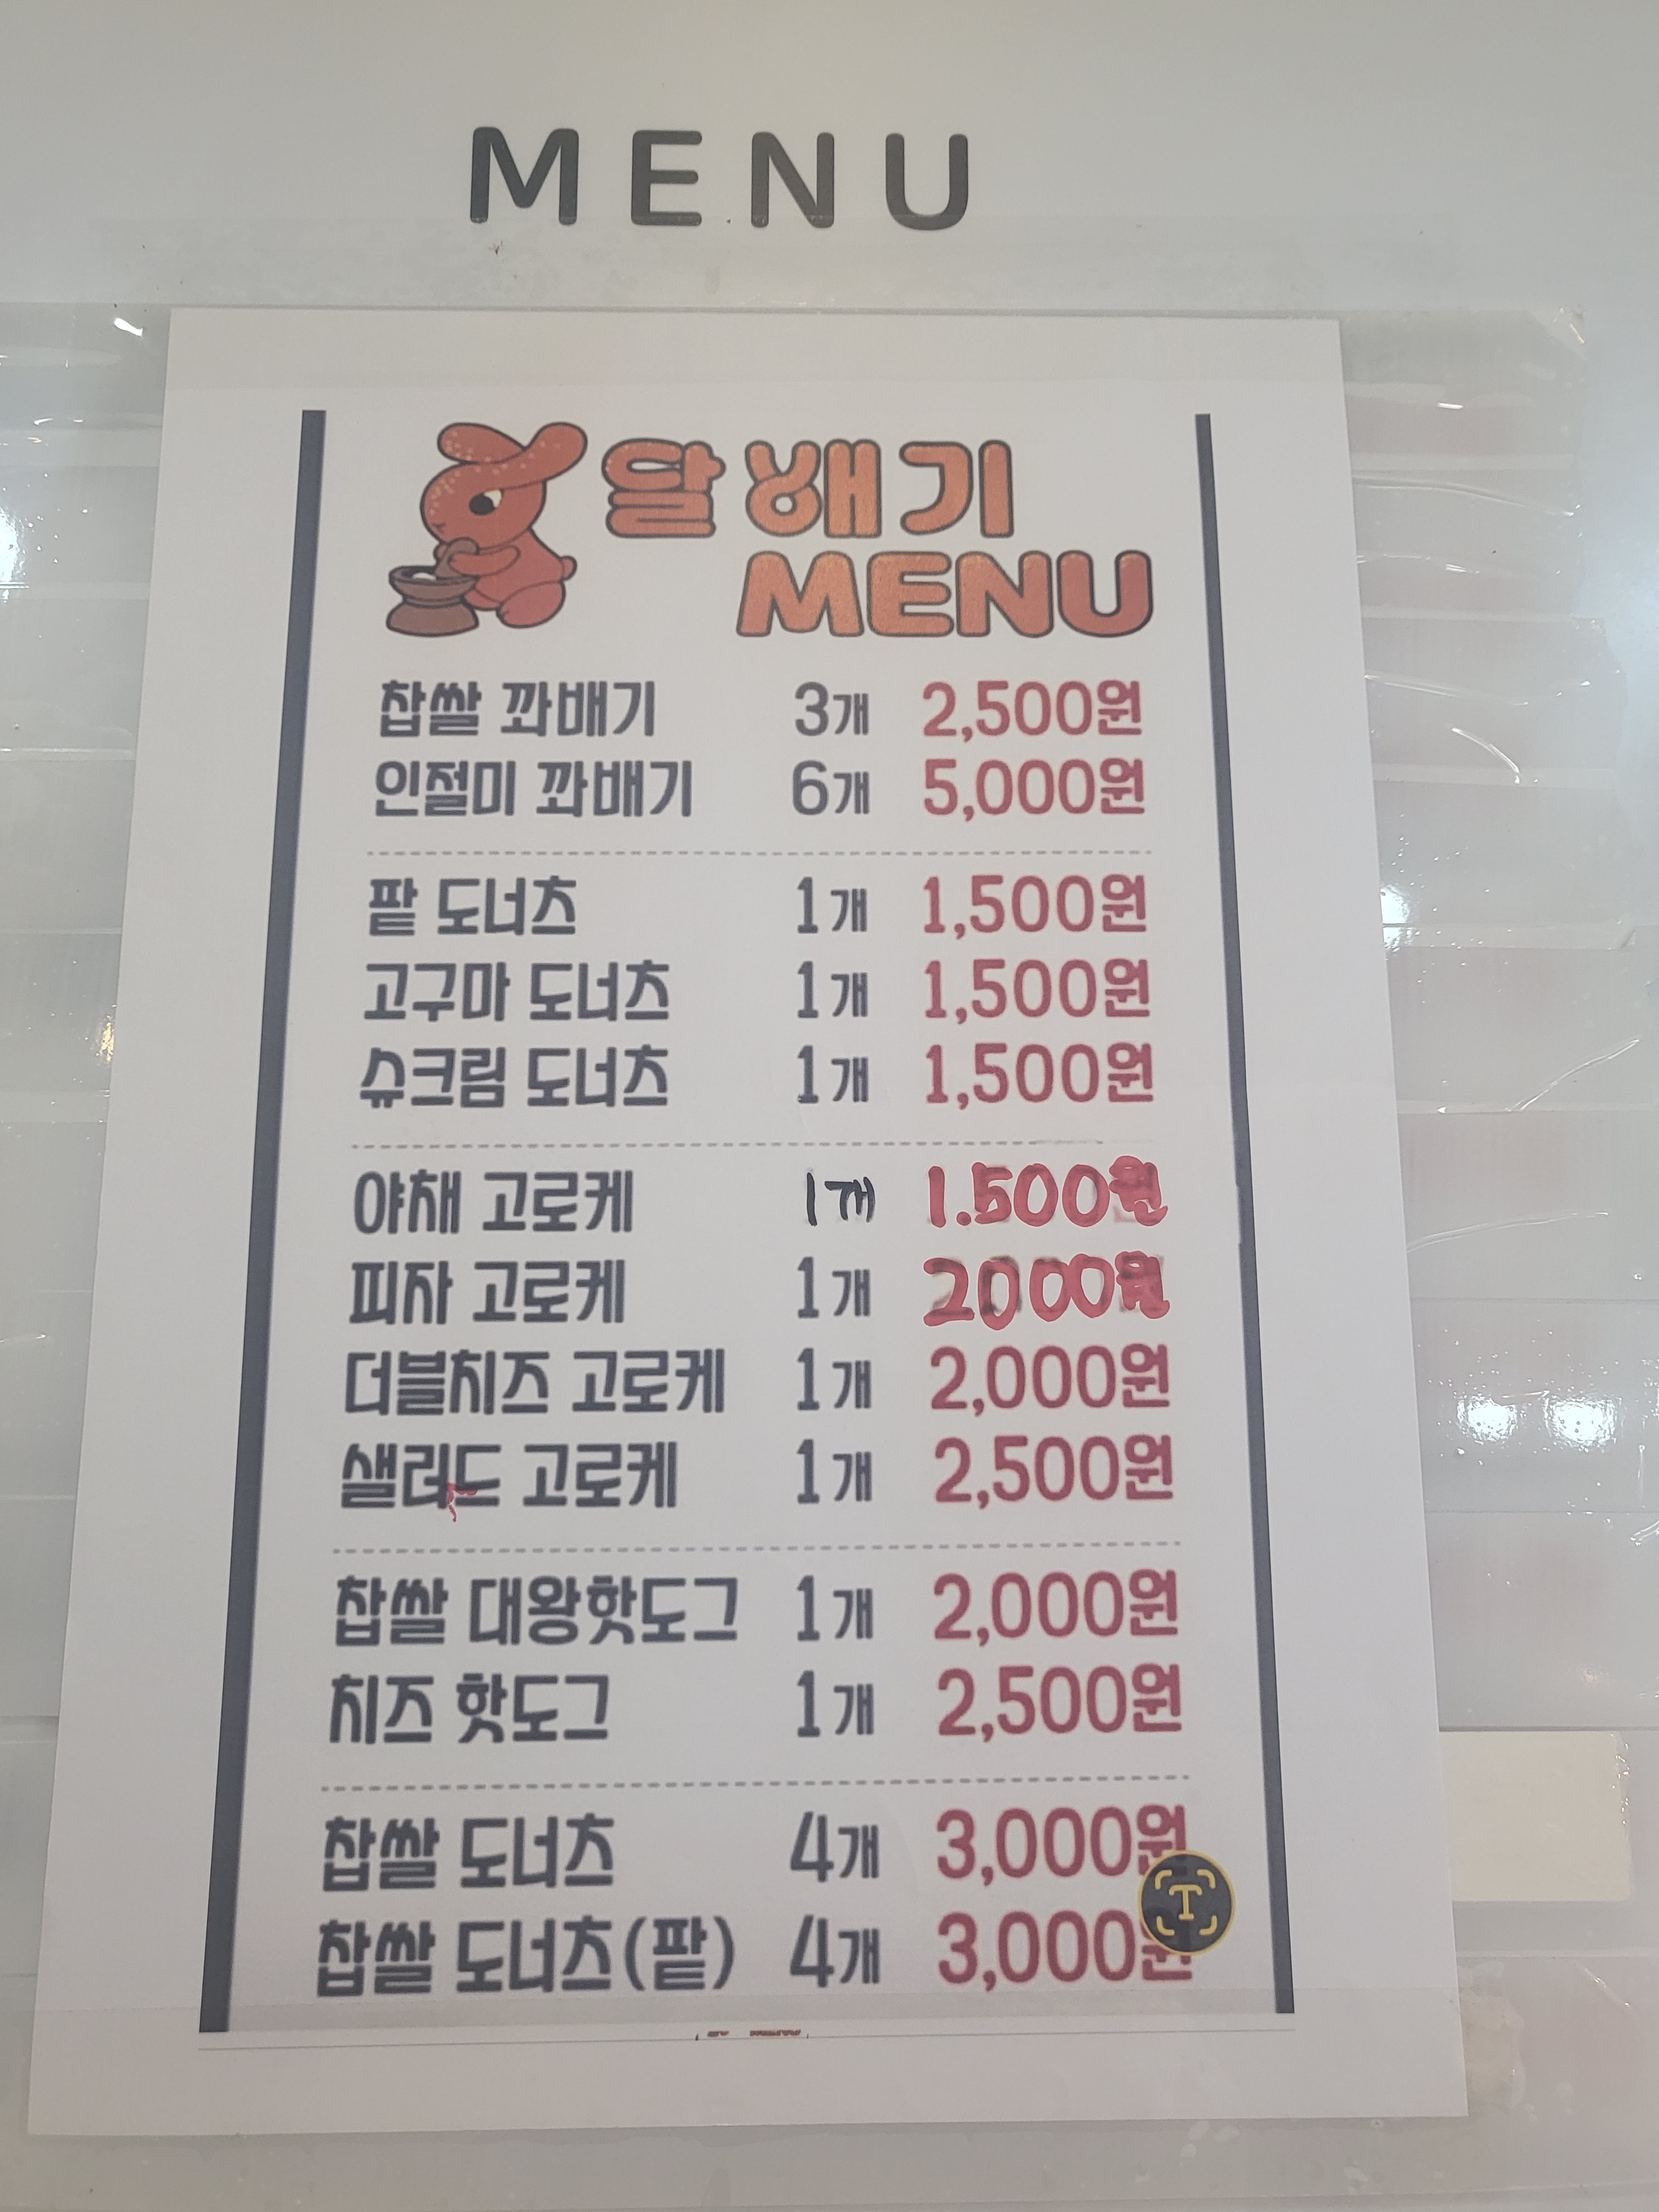 MENU
달배기
MENU
찹쌀 꽈배기 3개 2,500원
인절미 꽈배기 6개 5,000원
팥 도너츠 1개 1,500원
고구마 도너츠 1개 1,500원
슈크림 도너츠 1개 1,500원
야채 고로케 1개 1.500원
피자 고로케 1개 2000원
더블치즈 고로케 1개 2,000원
샐러드 고로케 1개 2,500원
찹쌀 대왕핫도그 1개 2,000원
치즈 핫도그 1개 2,500원
찹쌀 도너츠 4개 3,000원
찹쌀 도너츠(팥) 4개 3,000원